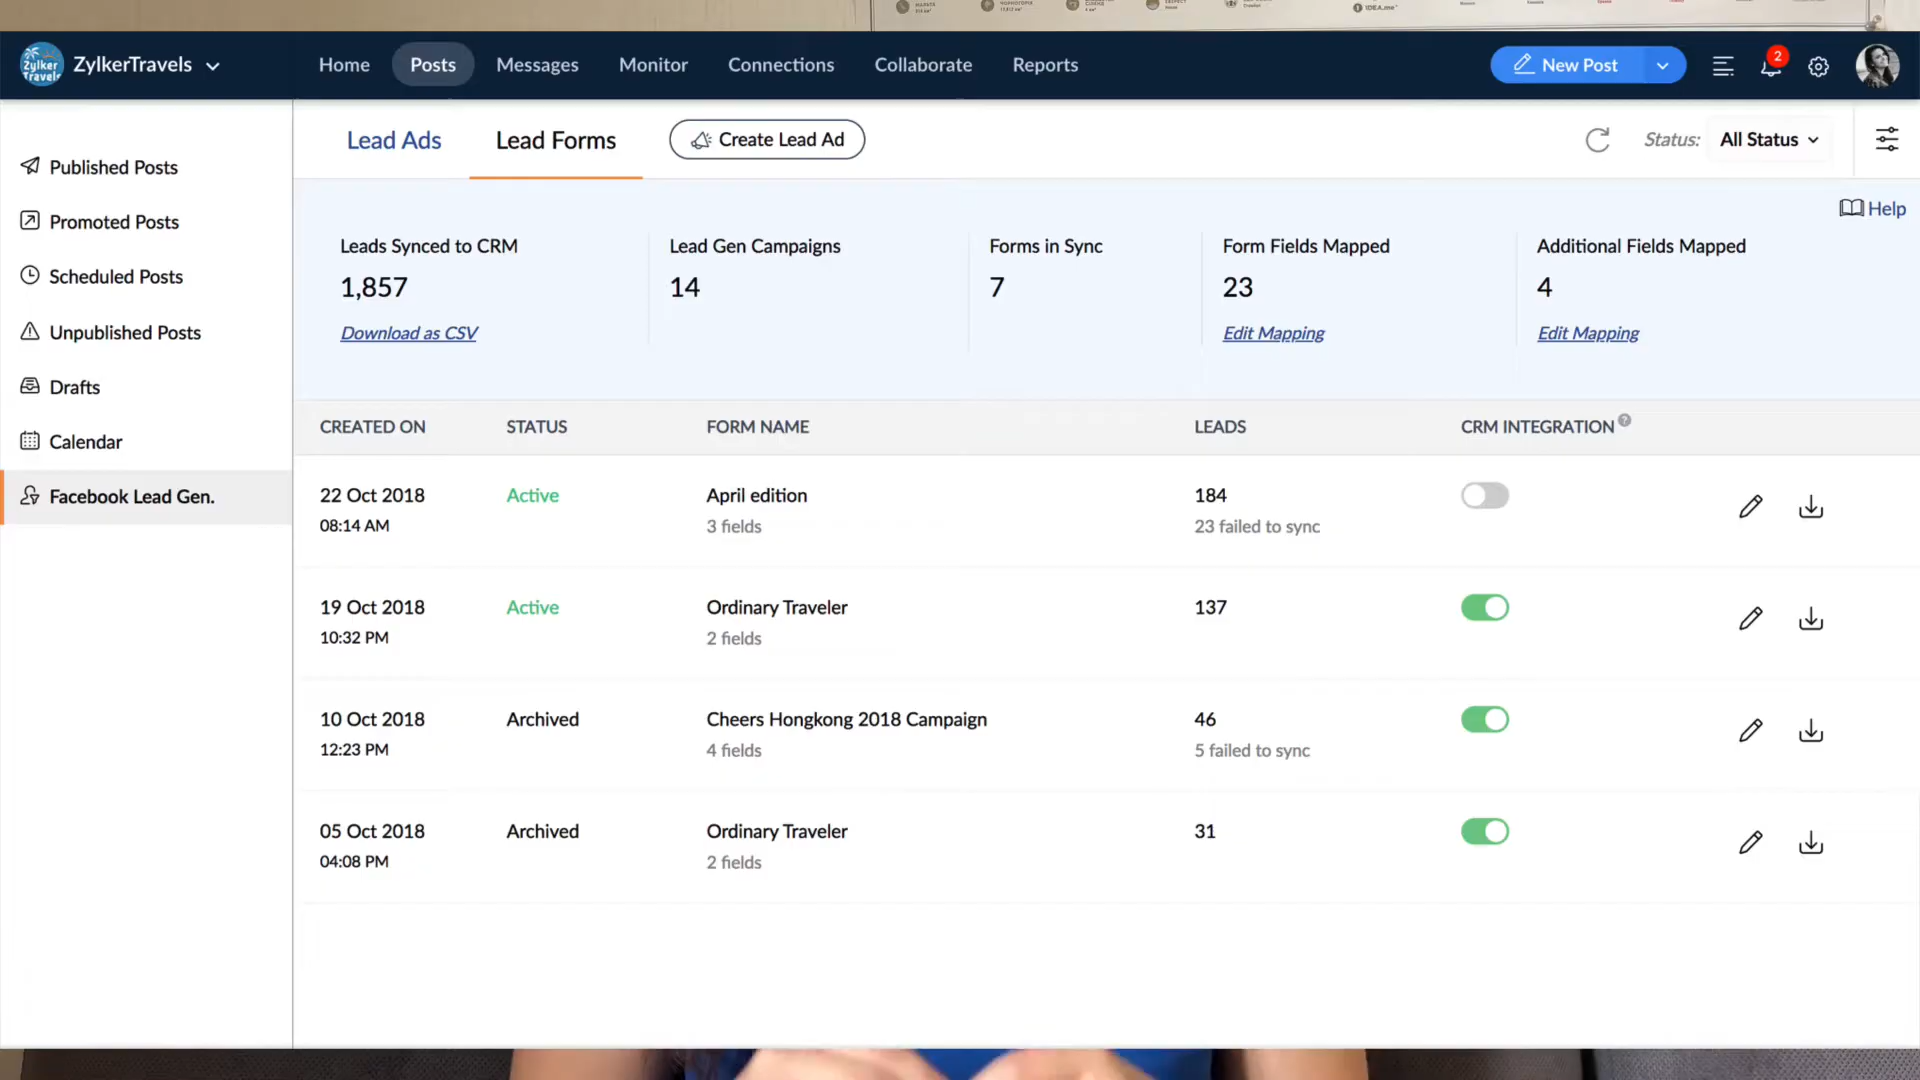 IDEA.me
Zylker
Travels
ZylkerTravels
Home
Posts
Messages
Monitor
Connections
Collaborate
Reports
New Post
2
Published Posts
Promoted Posts
Scheduled Posts
Unpublished Posts
Drafts
Calendar
Facebook Lead Gen.
Lead Ads
Lead Forms
Create Lead Ad
Status: All Status
Help
Leads Synced to CRM
1,857
Download as CSV
Lead Gen Campaigns
14
Forms in Sync
7
Form Fields Mapped
23
Edit Mapping
Additional Fields Mapped
4
Edit Mapping
CREATED ON STATUS FORM NAME LEADS CRM INTEGRATION ?
22 Oct 2018 Active April edition 184
08:14 AM 3 fields 23 failed to sync
19 Oct 2018 Active Ordinary Traveler 137
10:32 PM 2 fields
10 Oct 2018 Archived Cheers Hongkong 2018 Campaign 46
12:23 PM 4 fields 5 failed to sync
05 Oct 2018 Archived Ordinary Traveler 31
04:08 PM 2 fields